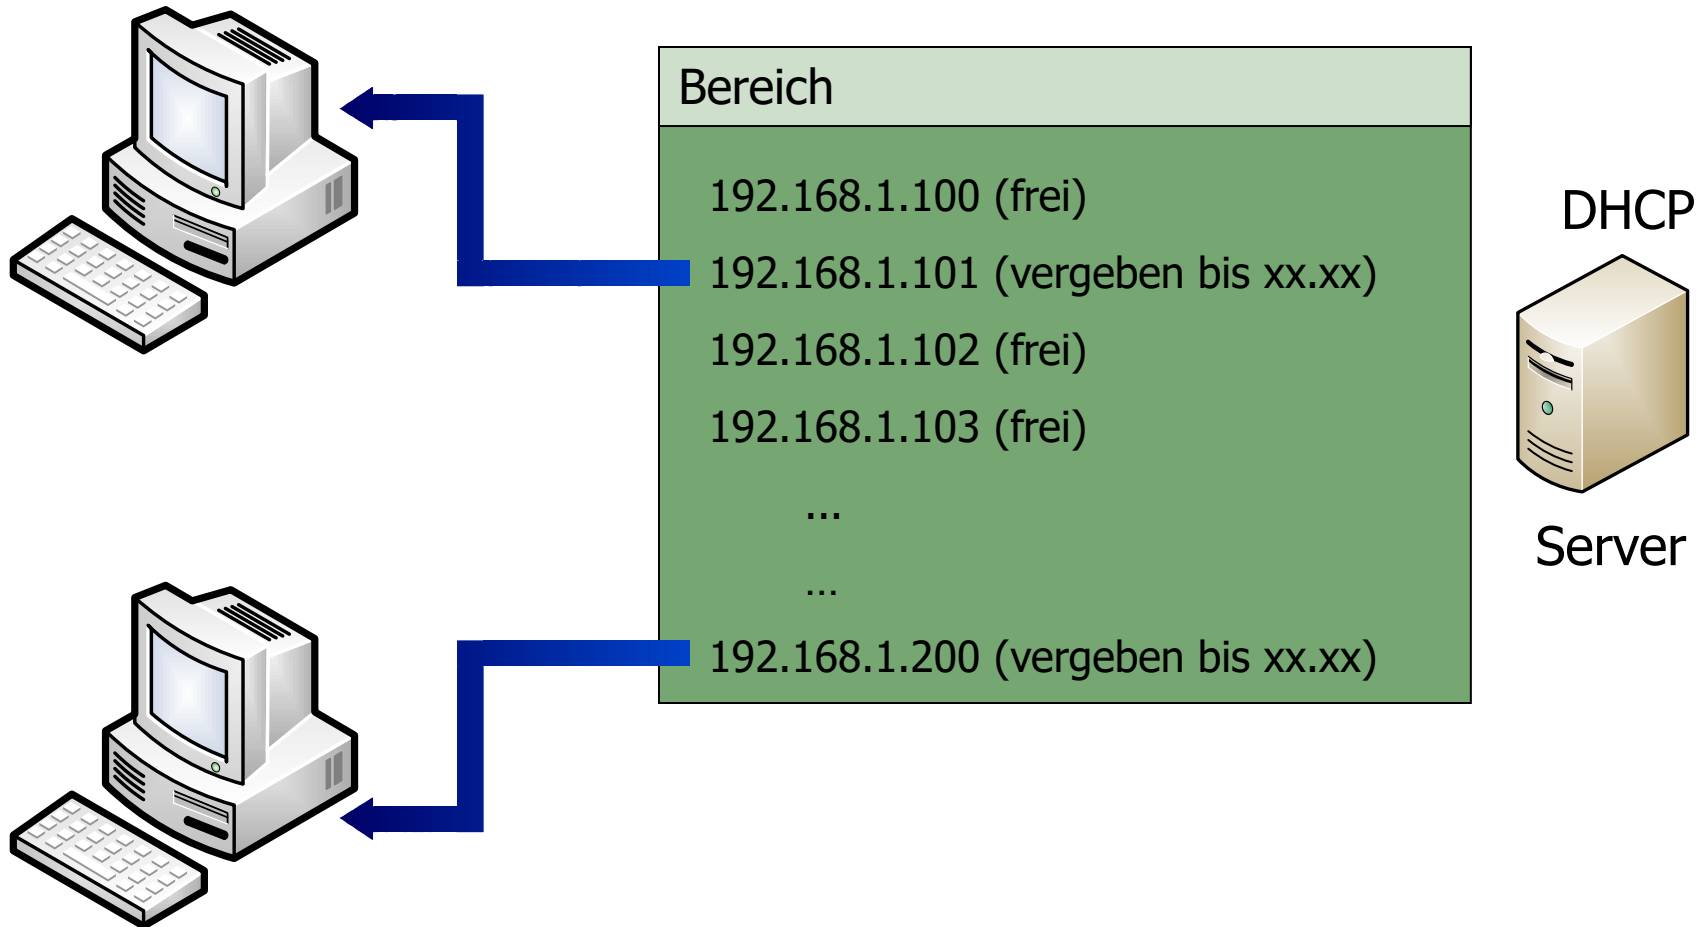 Bereich
192.168.1.100 (frei)
192.168.1.101 (vergeben bis xx.xx)
192.168.1.102 (frei)
192.168.1.103 (frei)
...
...
192.168.1.200 (vergeben bis xx.xx)
DHCP
Server